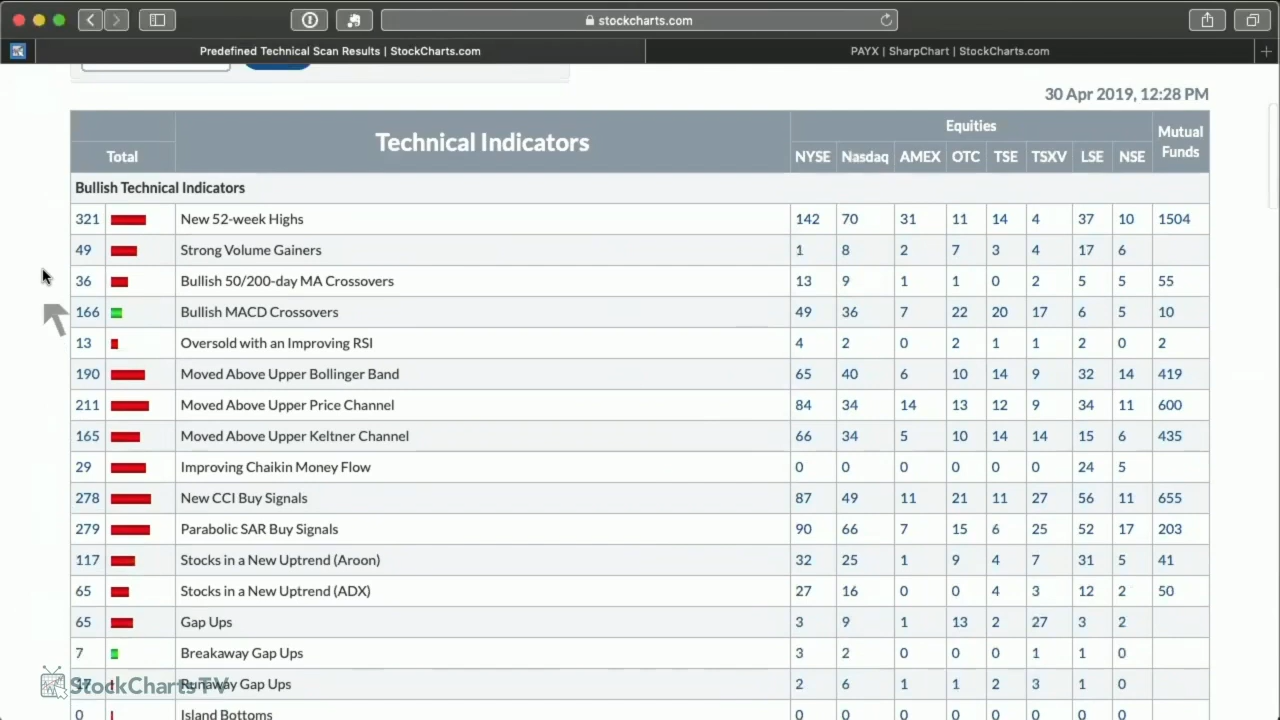 stockcharts.com
Predefined Technical Scan Results | StockCharts.com
PAYX | SharpChart | StockCharts.com
30 Apr 2019, 12:28 PM
Total Technical Indicators Equities Mutual Funds
NYSE Nasdaq AMEX OTC TSE TSXV LSE NSE
Bullish Technical Indicators
321 New 52-week Highs 142 70 31 11 14 4 37 10 1504
49 Strong Volume Gainers 1 8 2 7 3 4 17 6
36 Bullish 50/200-day MA Crossovers 13 9 1 1 0 2 5 5 55
166 Bullish MACD Crossovers 49 36 7 22 20 17 6 5 10
13 Oversold with an Improving RSI 4 2 0 2 1 1 2 0 2
190 Moved Above Upper Bollinger Band 65 40 6 10 14 9 32 14 419
211 Moved Above Upper Price Channel 84 34 14 13 12 9 34 11 600
165 Moved Above Upper Keltner Channel 66 34 5 10 14 14 15 6 435
29 Improving Chaikin Money Flow 0 0 0 0 0 0 24 5
278 New CCI Buy Signals 87 49 11 21 11 27 56 11 655
279 Parabolic SAR Buy Signals 90 66 7 15 6 25 52 17 203
117 Stocks in a New Uptrend (Aroon) 32 25 1 9 4 7 31 5 41
65 Stocks in a New Uptrend (ADX) 27 16 0 0 4 3 12 2 50
65 Gap Ups 3 9 1 13 2 27 3 2
7 Breakaway Gap Ups 3 2 0 0 0 1 1 0
Runaway Gap Ups 2 6 1 1 2 3 1 0
StockChartsTV
0 Island Bottoms 0 0 0 0 0 0 0 0